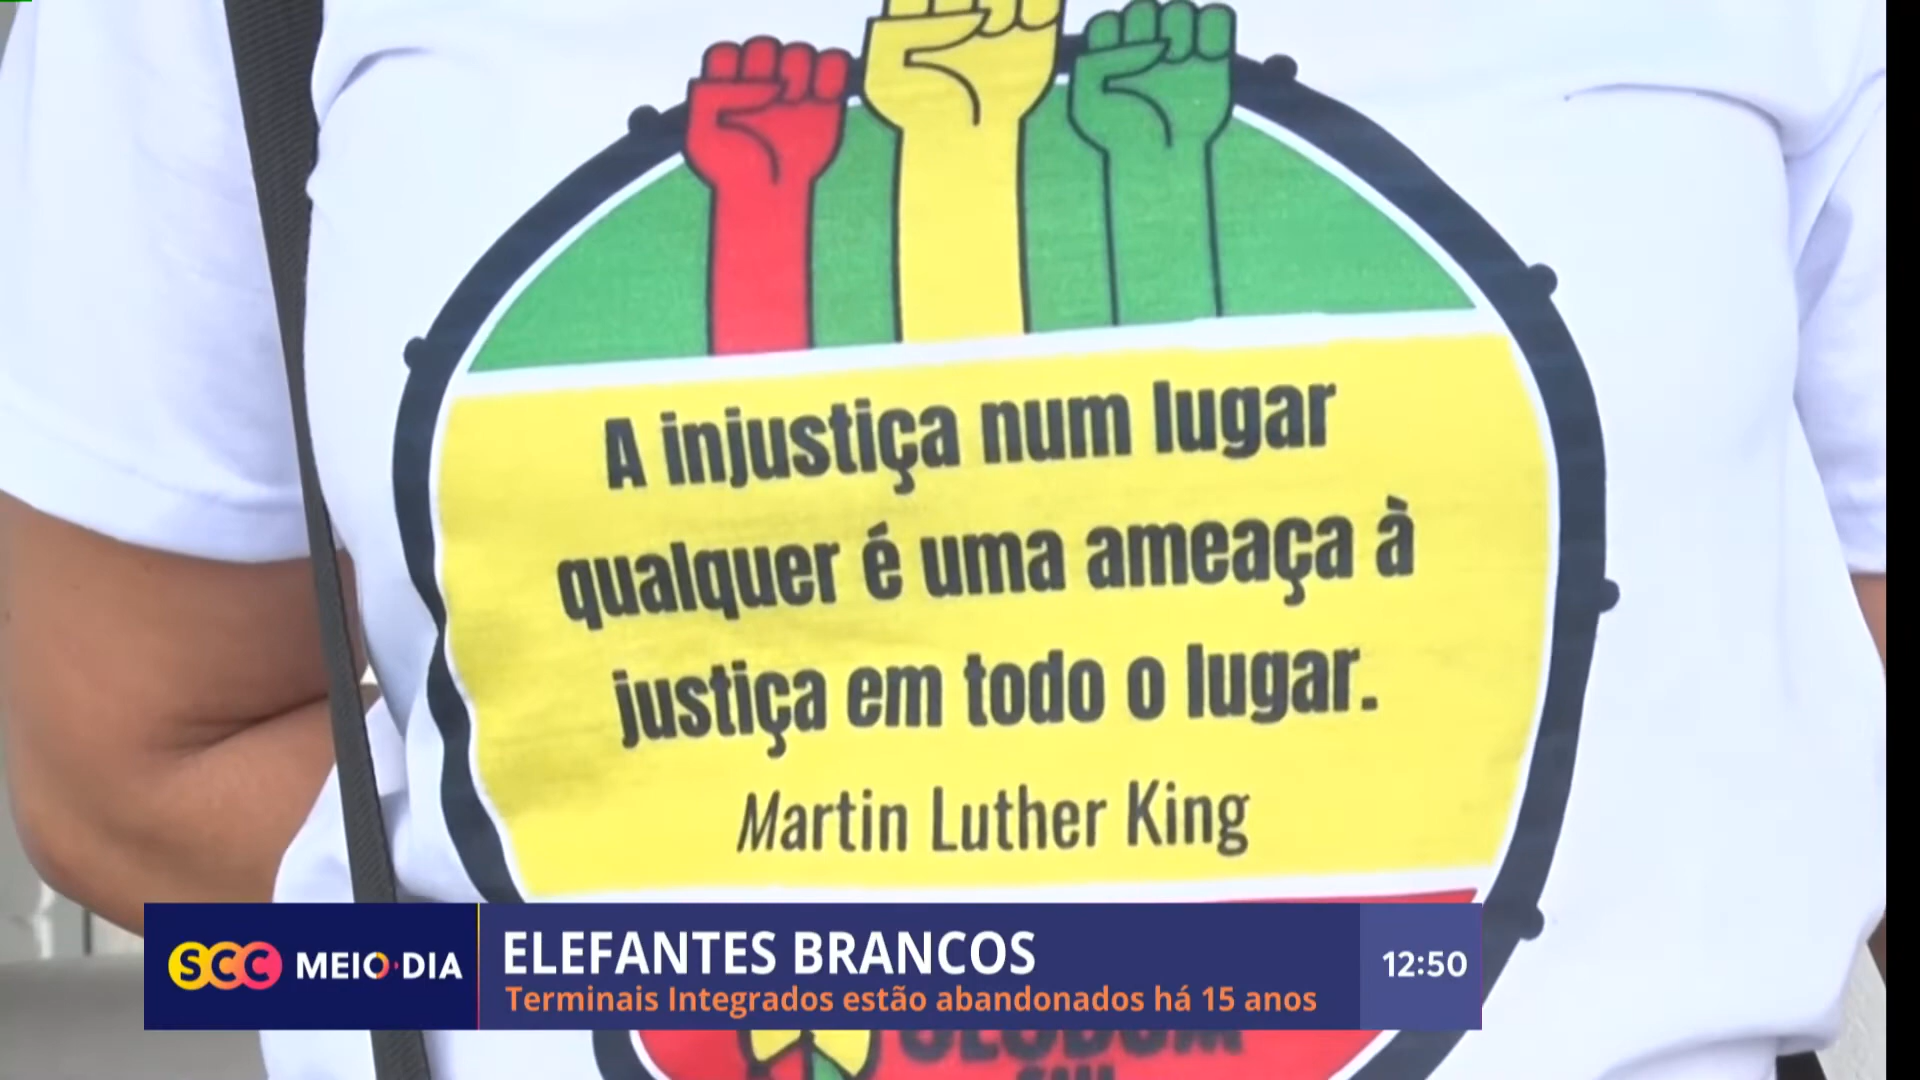 A injustiça num lugar
qualquer é uma ameaça à
justiça em todo o lugar.
Martin Luther King
SCC MEIO-DIA
ELEFANTES BRANCOS
12:50
Terminais Integrados estão abandonados há 15 anos